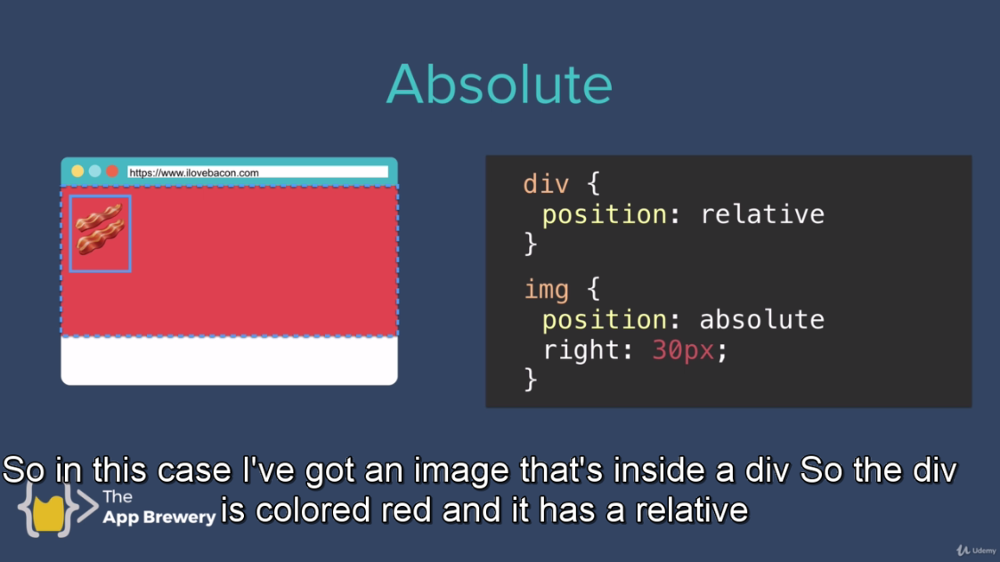 Absolute
https://www.ilovebacon.com
div {
position: relative
}
img {
position: absolute
right: 30px;
}
So in this case I've got an image that's inside a div So the div
is colored red and it has a relative
The
App Brewery
Udemy